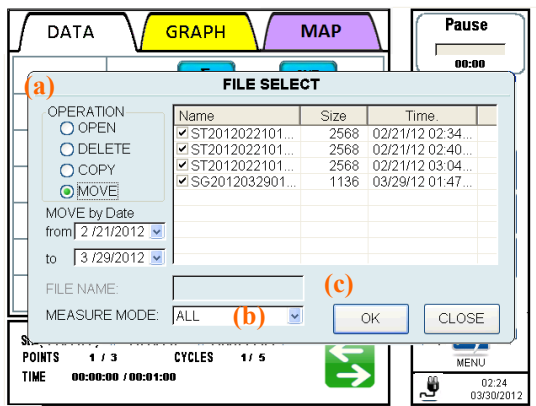 DATA GRAPH MAP
Pause
00:00
(a)
FILE SELECT
OPERATION
OPEN
DELETE
COPY
MOVE
MOVE by Date
from 2 /21/2012
to 3 /29/2012
Name Size Time.
ST2012022101... 2568 02/21/12 02:34...
ST2012022101... 2568 02/21/12 02:40...
ST2012022101... 2568 02/21/12 03:04...
SG2012032901... 1136 03/29/12 01:47...
FILE NAME:
(c)
MEASURE MODE: ALL (b)
OK CLOSE
POINTS 1 / 3 CYCLES 1 / 5
TIME 00:00:00 / 00:01:00
MENU
02:24
03/30/2012